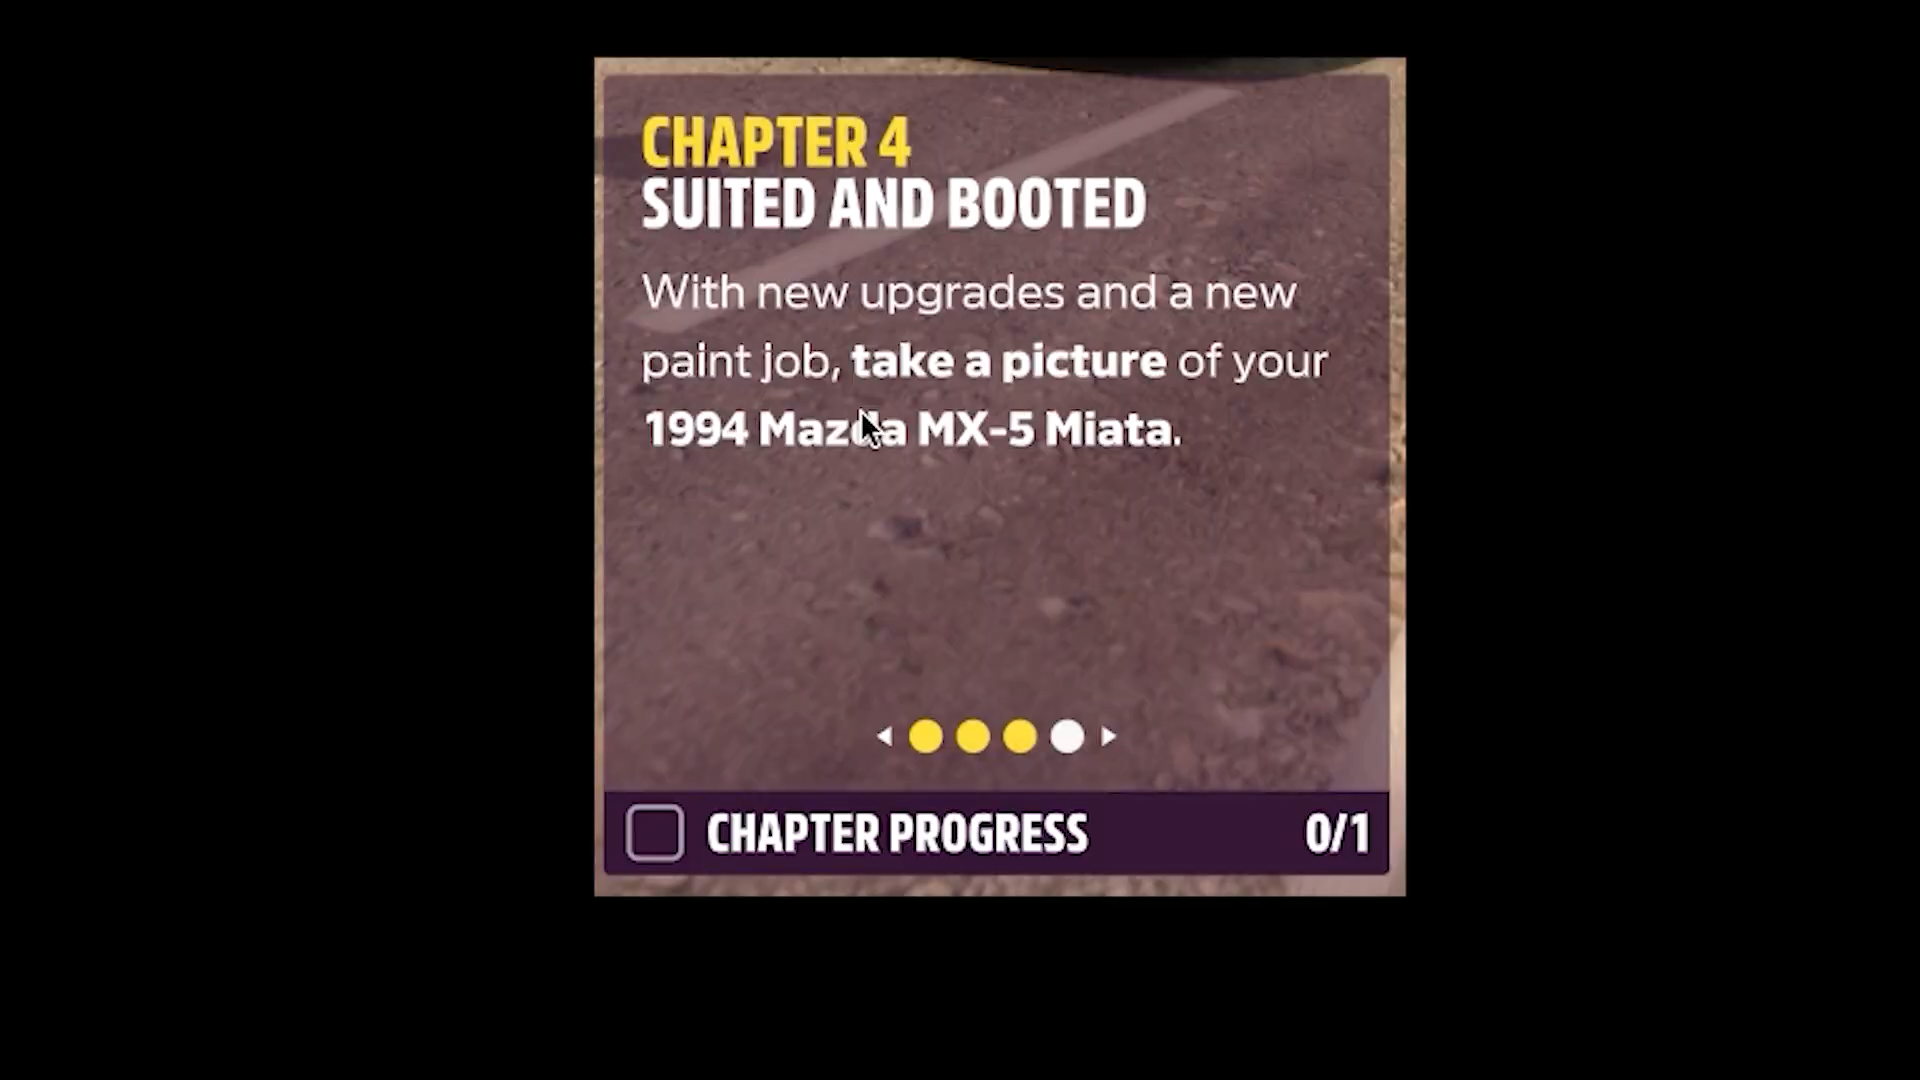 CHAPTER 4
SUITED AND BOOTED
With new upgrades and a new
paint job, take a picture of your
1994 Mazda MX-5 Miata.
CHAPTER PROGRESS 0/1